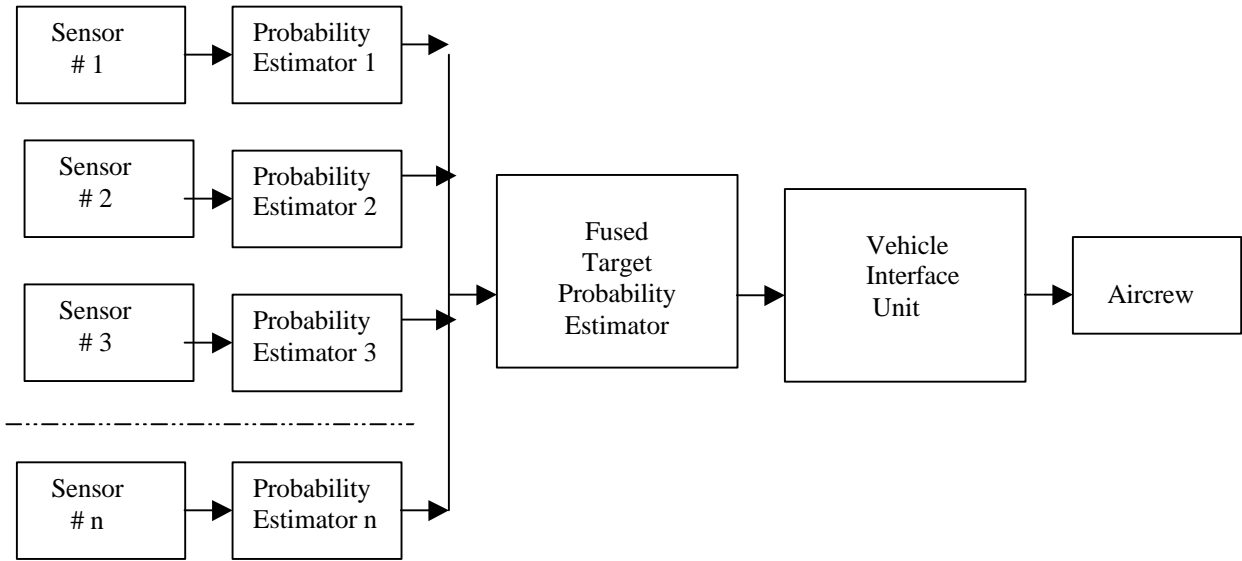 Sensor
# 1
Probability
Estimator 1
Sensor
# 2
Probability
Estimator 2
Sensor
# 3
Probability
Estimator 3
Sensor
# n
Probability
Estimator n
Fused
Target
Probability
Estimator
Vehicle
Interface
Unit
Aircrew